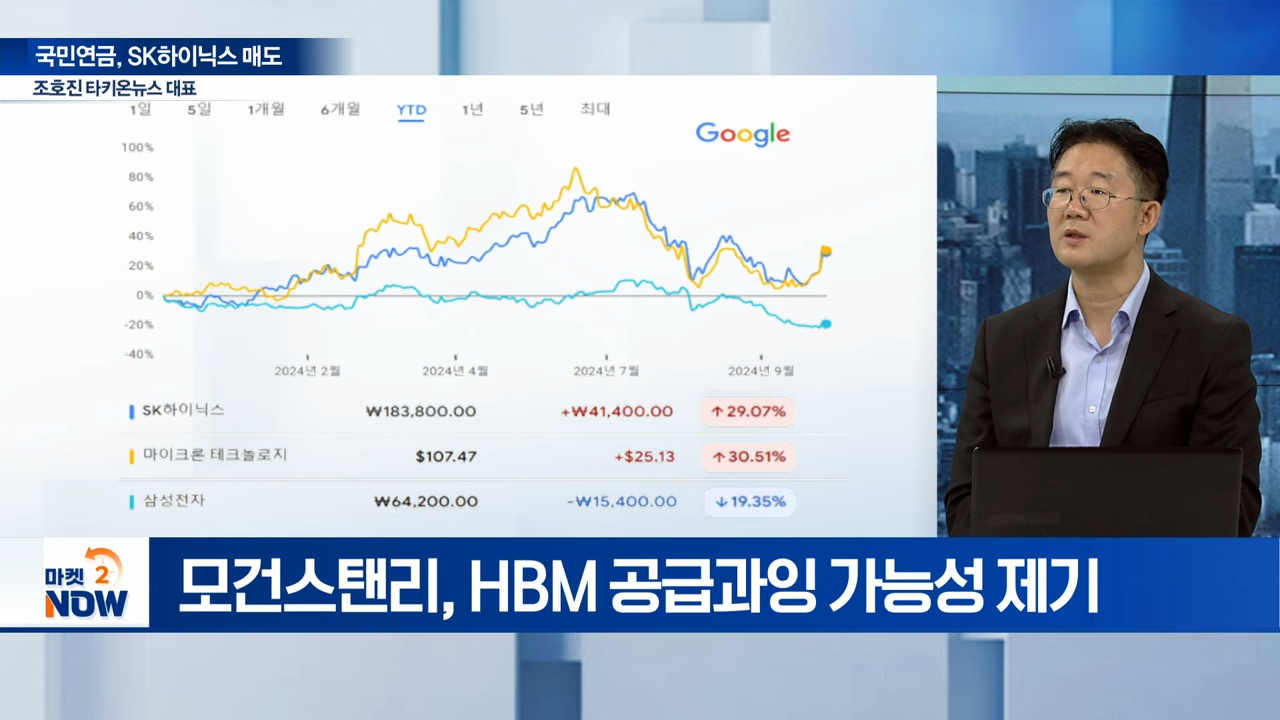 국민연금, SK하이닉스 매도
조호진 타키온뉴스 대표
1일 5일 1개월 6개월 YTD 1년 5년 최대
Google
100%
80%
60%
40%
20%
0%
-20%
-40%
2024년 2월 2024년 4월 2024년 7월 2024년 9월
SK하이닉스 ₩183,800.00 +₩41,400.00 ↑29.07%
마이크론 테크놀로지 $107.47 +$25.13 ↑30.51%
삼성전자 ₩64,200.00 -₩15,400.00 ↓19.35%
마켓 2
NOW
모건스탠리, HBM 공급과잉 가능성 제기